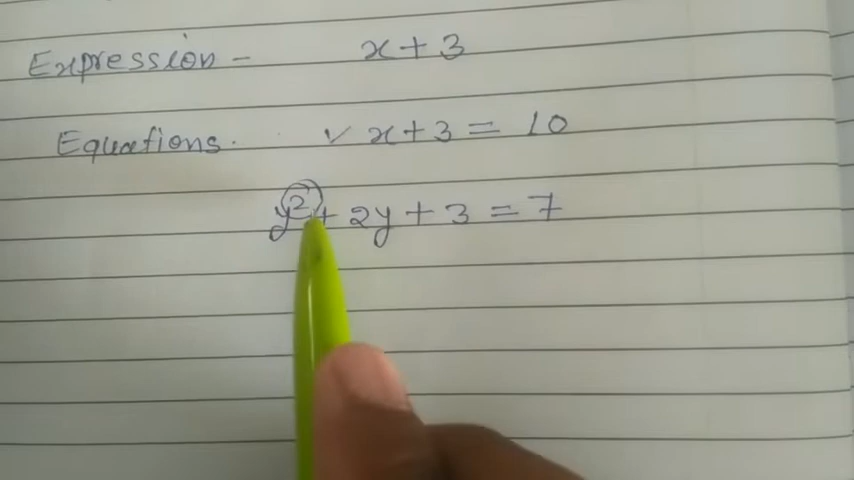 Expression - x + 3
Equations. ✓ x + 3 = 10
y² + 2y + 3 = 7